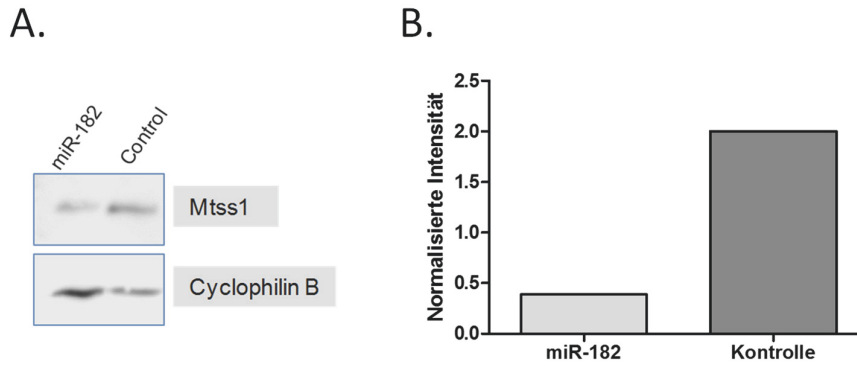 A.
miR-182
Control
Mtss1
Cyclophilin B
B.
Normalisierte Intensität
2.5
2.0
1.5
1.0
0.5
0.0
miR-182
Kontrolle